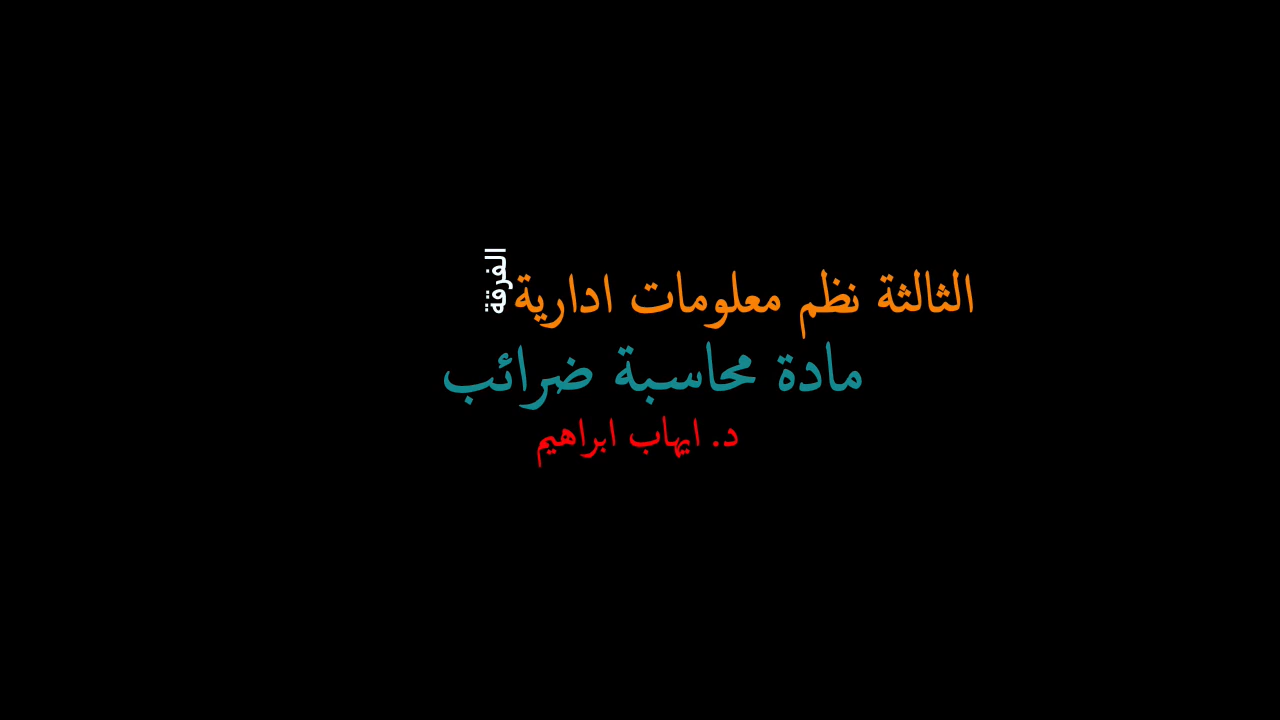 الفرقة
الثالثة نظم معلومات ادارية
مادة محاسبة ضرائب
د. ايهاب ابراهيم